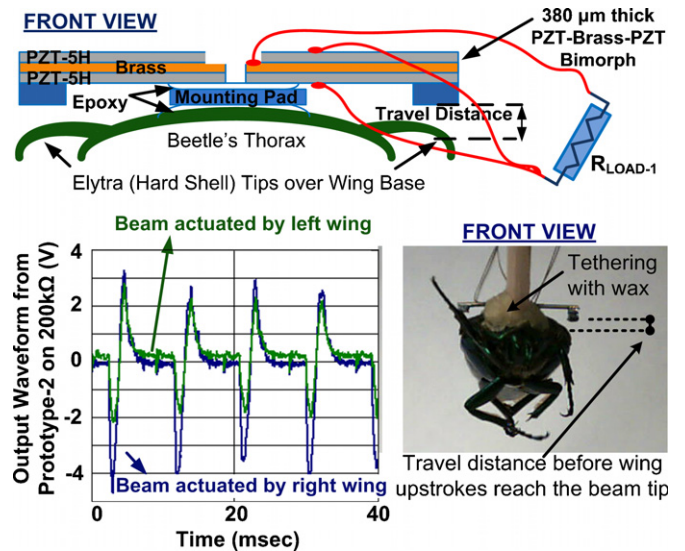 FRONT VIEW
380 µm thick
PZT-Brass-PZT
Bimorph
PZT-5H
Brass
PZT-5H
Epoxy
Mounting Pad
Travel Distance
Beetle's Thorax
R LOAD-1
Elytra (Hard Shell) Tips over Wing Base
Beam actuated by left wing
Output Waveform from
Prototype-2 on 200kΩ (V)
4
2
0
-2
-4
Beam actuated by right wing
0
10
20
30
40
Time (msec)
FRONT VIEW
Tethering
with wax
Travel distance before wing
upstrokes reach the beam tip